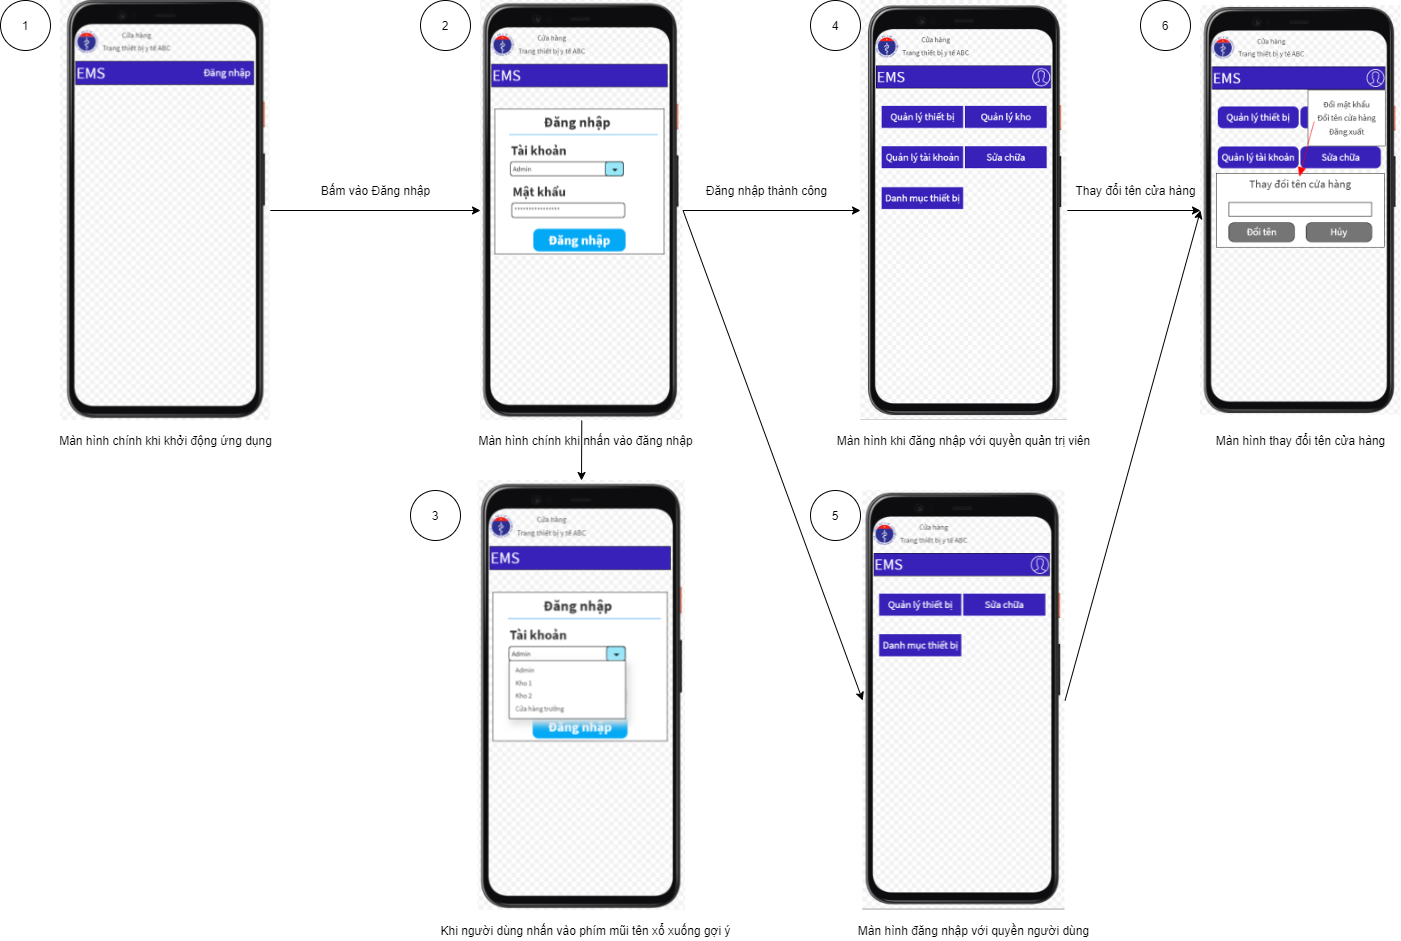 1
Cửa hàng
Trang thiết bị y tế ABC
EMS
Đăng nhập
Màn hình chính khi khởi động ứng dụng
Bấm vào Đăng nhập
2
Cửa hàng
Trang thiết bị y tế ABC
EMS
Đăng nhập
Tài khoản
Admin
Mật khẩu
****************
Đăng nhập
Màn hình chính khi nhấn vào đăng nhập
3
Cửa hàng
Trang thiết bị y tế ABC
EMS
Đăng nhập
Tài khoản
Admin
Admin
Kho 1
Kho 2
Cửa hàng trưởng
Đăng nhập
Khi người dùng nhấn vào phím mũi tên xổ xuống gợi ý
Đăng nhập thành công
4
Cửa hàng
Trang thiết bị y tế ABC
EMS
Quản lý thiết bị
Quản lý kho
Quản lý tài khoản
Sửa chữa
Danh mục thiết bị
Màn hình khi đăng nhập với quyền quản trị viên
5
Cửa hàng
Trang thiết bị y tế ABC
EMS
Quản lý thiết bị
Sửa chữa
Danh mục thiết bị
Màn hình đăng nhập với quyền người dùng
Thay đổi tên cửa hàng
6
Cửa hàng
Trang thiết bị y tế ABC
EMS
Đổi mật khẩu
Đổi tên cửa hàng
Đăng xuất
Quản lý thiết bị
Quản lý tài khoản
Sửa chữa
Thay đổi tên cửa hàng
Đổi tên
Hủy
Màn hình thay đổi tên cửa hàng